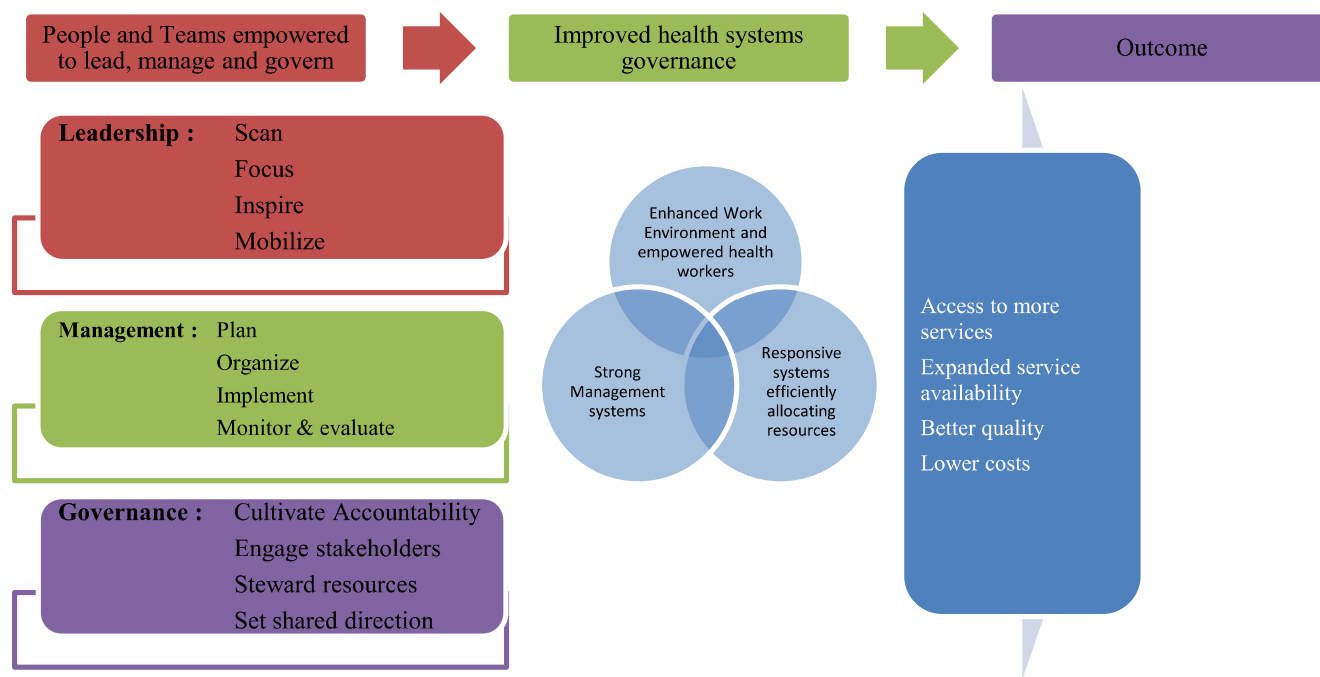 People and Teams empowered
to lead, manage and govern
Improved health systems
governance
Outcome
Leadership : Scan
Focus
Inspire
Mobilize
Management : Plan
Organize
Implement
Monitor & evaluate
Governance : Cultivate Accountability
Engage stakeholders
Steward resources
Set shared direction
Enhanced Work
Environment and
empowered health
workers
Strong
Management
systems
Responsive
systems
efficiently
allocating
resources
Access to more
services
Expanded service
availability
Better quality
Lower costs